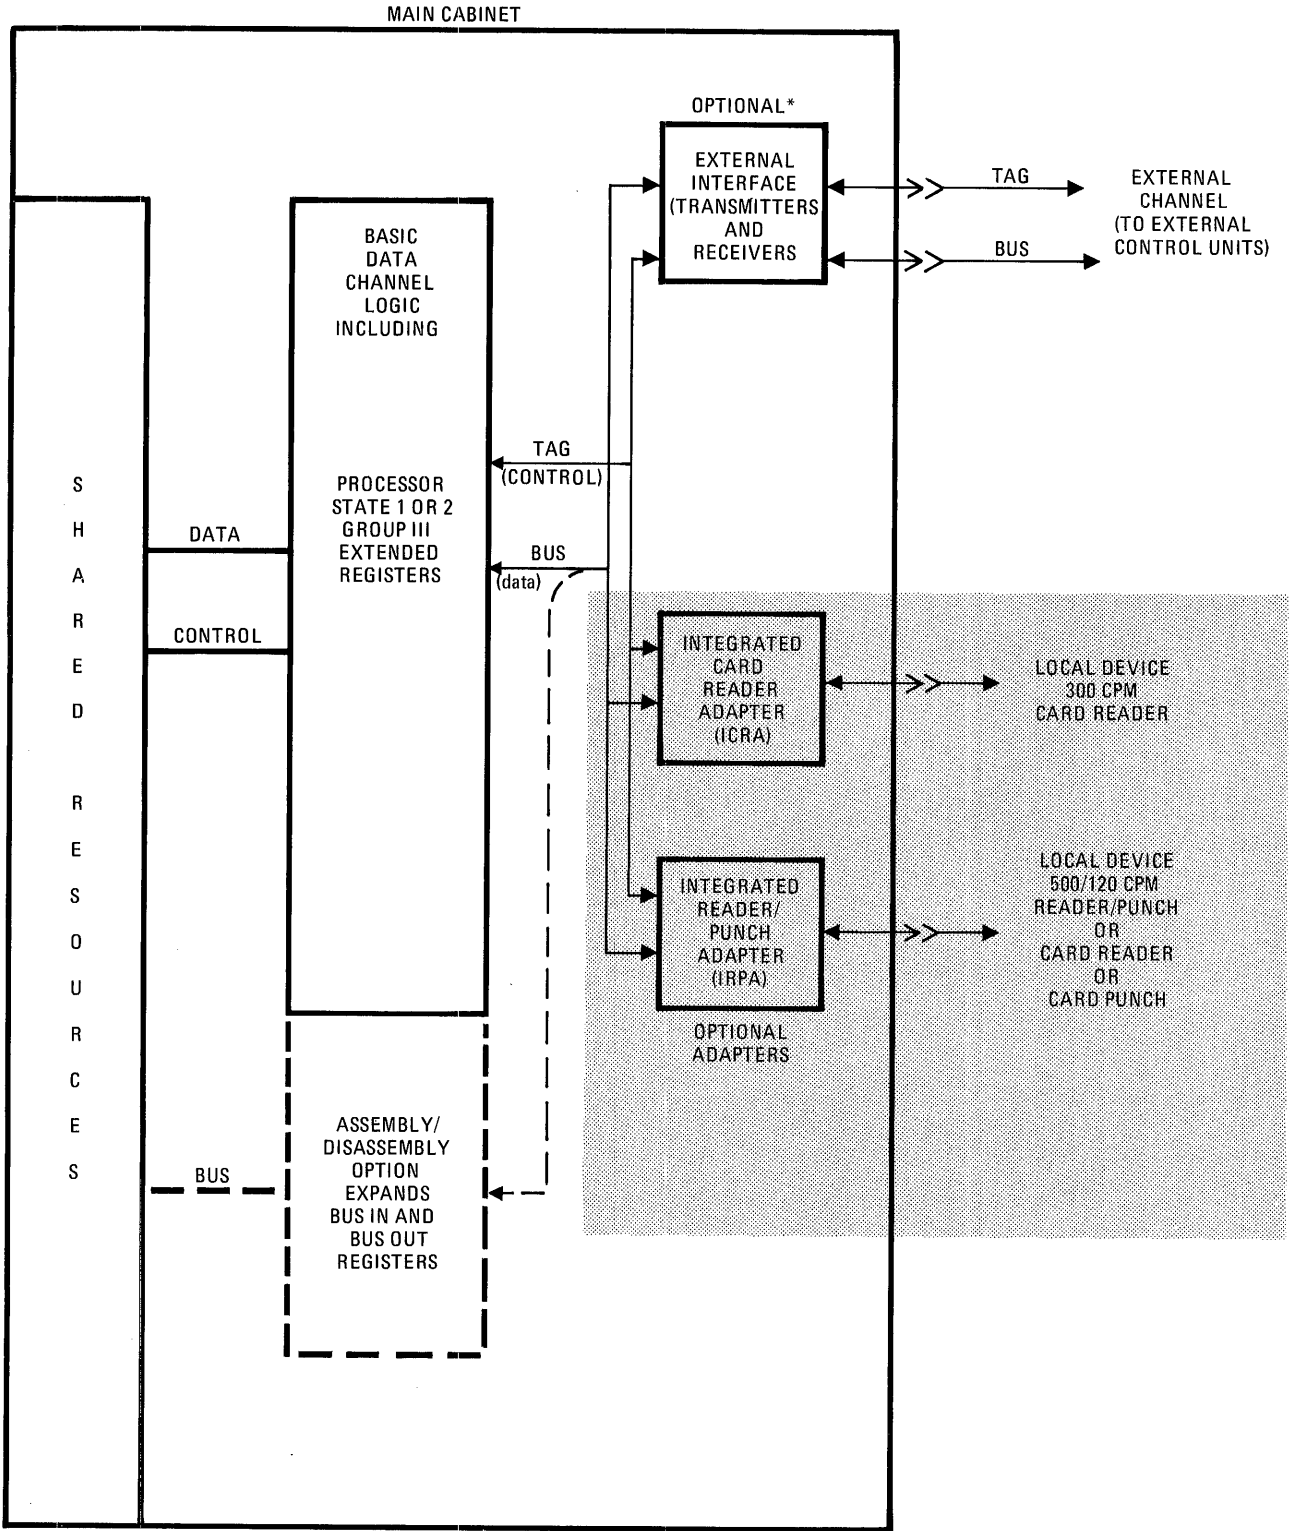 MAIN CABINET
OPTIONAL*
EXTERNAL
INTERFACE
(TRANSMITTERS
AND
RECEIVERS
TAG
BUS
EXTERNAL
CHANNEL
(TO EXTERNAL
CONTROL UNITS)
BASIC
DATA
CHANNEL
LOGIC
INCLUDING
PROCESSOR
STATE 1 OR 2
GROUP III
EXTENDED
REGISTERS
TAG
(CONTROL)
BUS
(data)
SHARED RESOURCES
DATA
CONTROL
INTEGRATED
CARD
READER
ADAPTER
(ICRA)
LOCAL DEVICE
300 CPM
CARD READER
INTEGRATED
READER/
PUNCH
ADAPTER
(IRPA)
OPTIONAL
ADAPTERS
LOCAL DEVICE
500/120 CPM
READER/PUNCH
OR
CARD READER
OR
CARD PUNCH
BUS
ASSEMBLY/
DISASSEMBLY
OPTION
EXPANDS
BUS IN AND
BUS OUT
REGISTERS